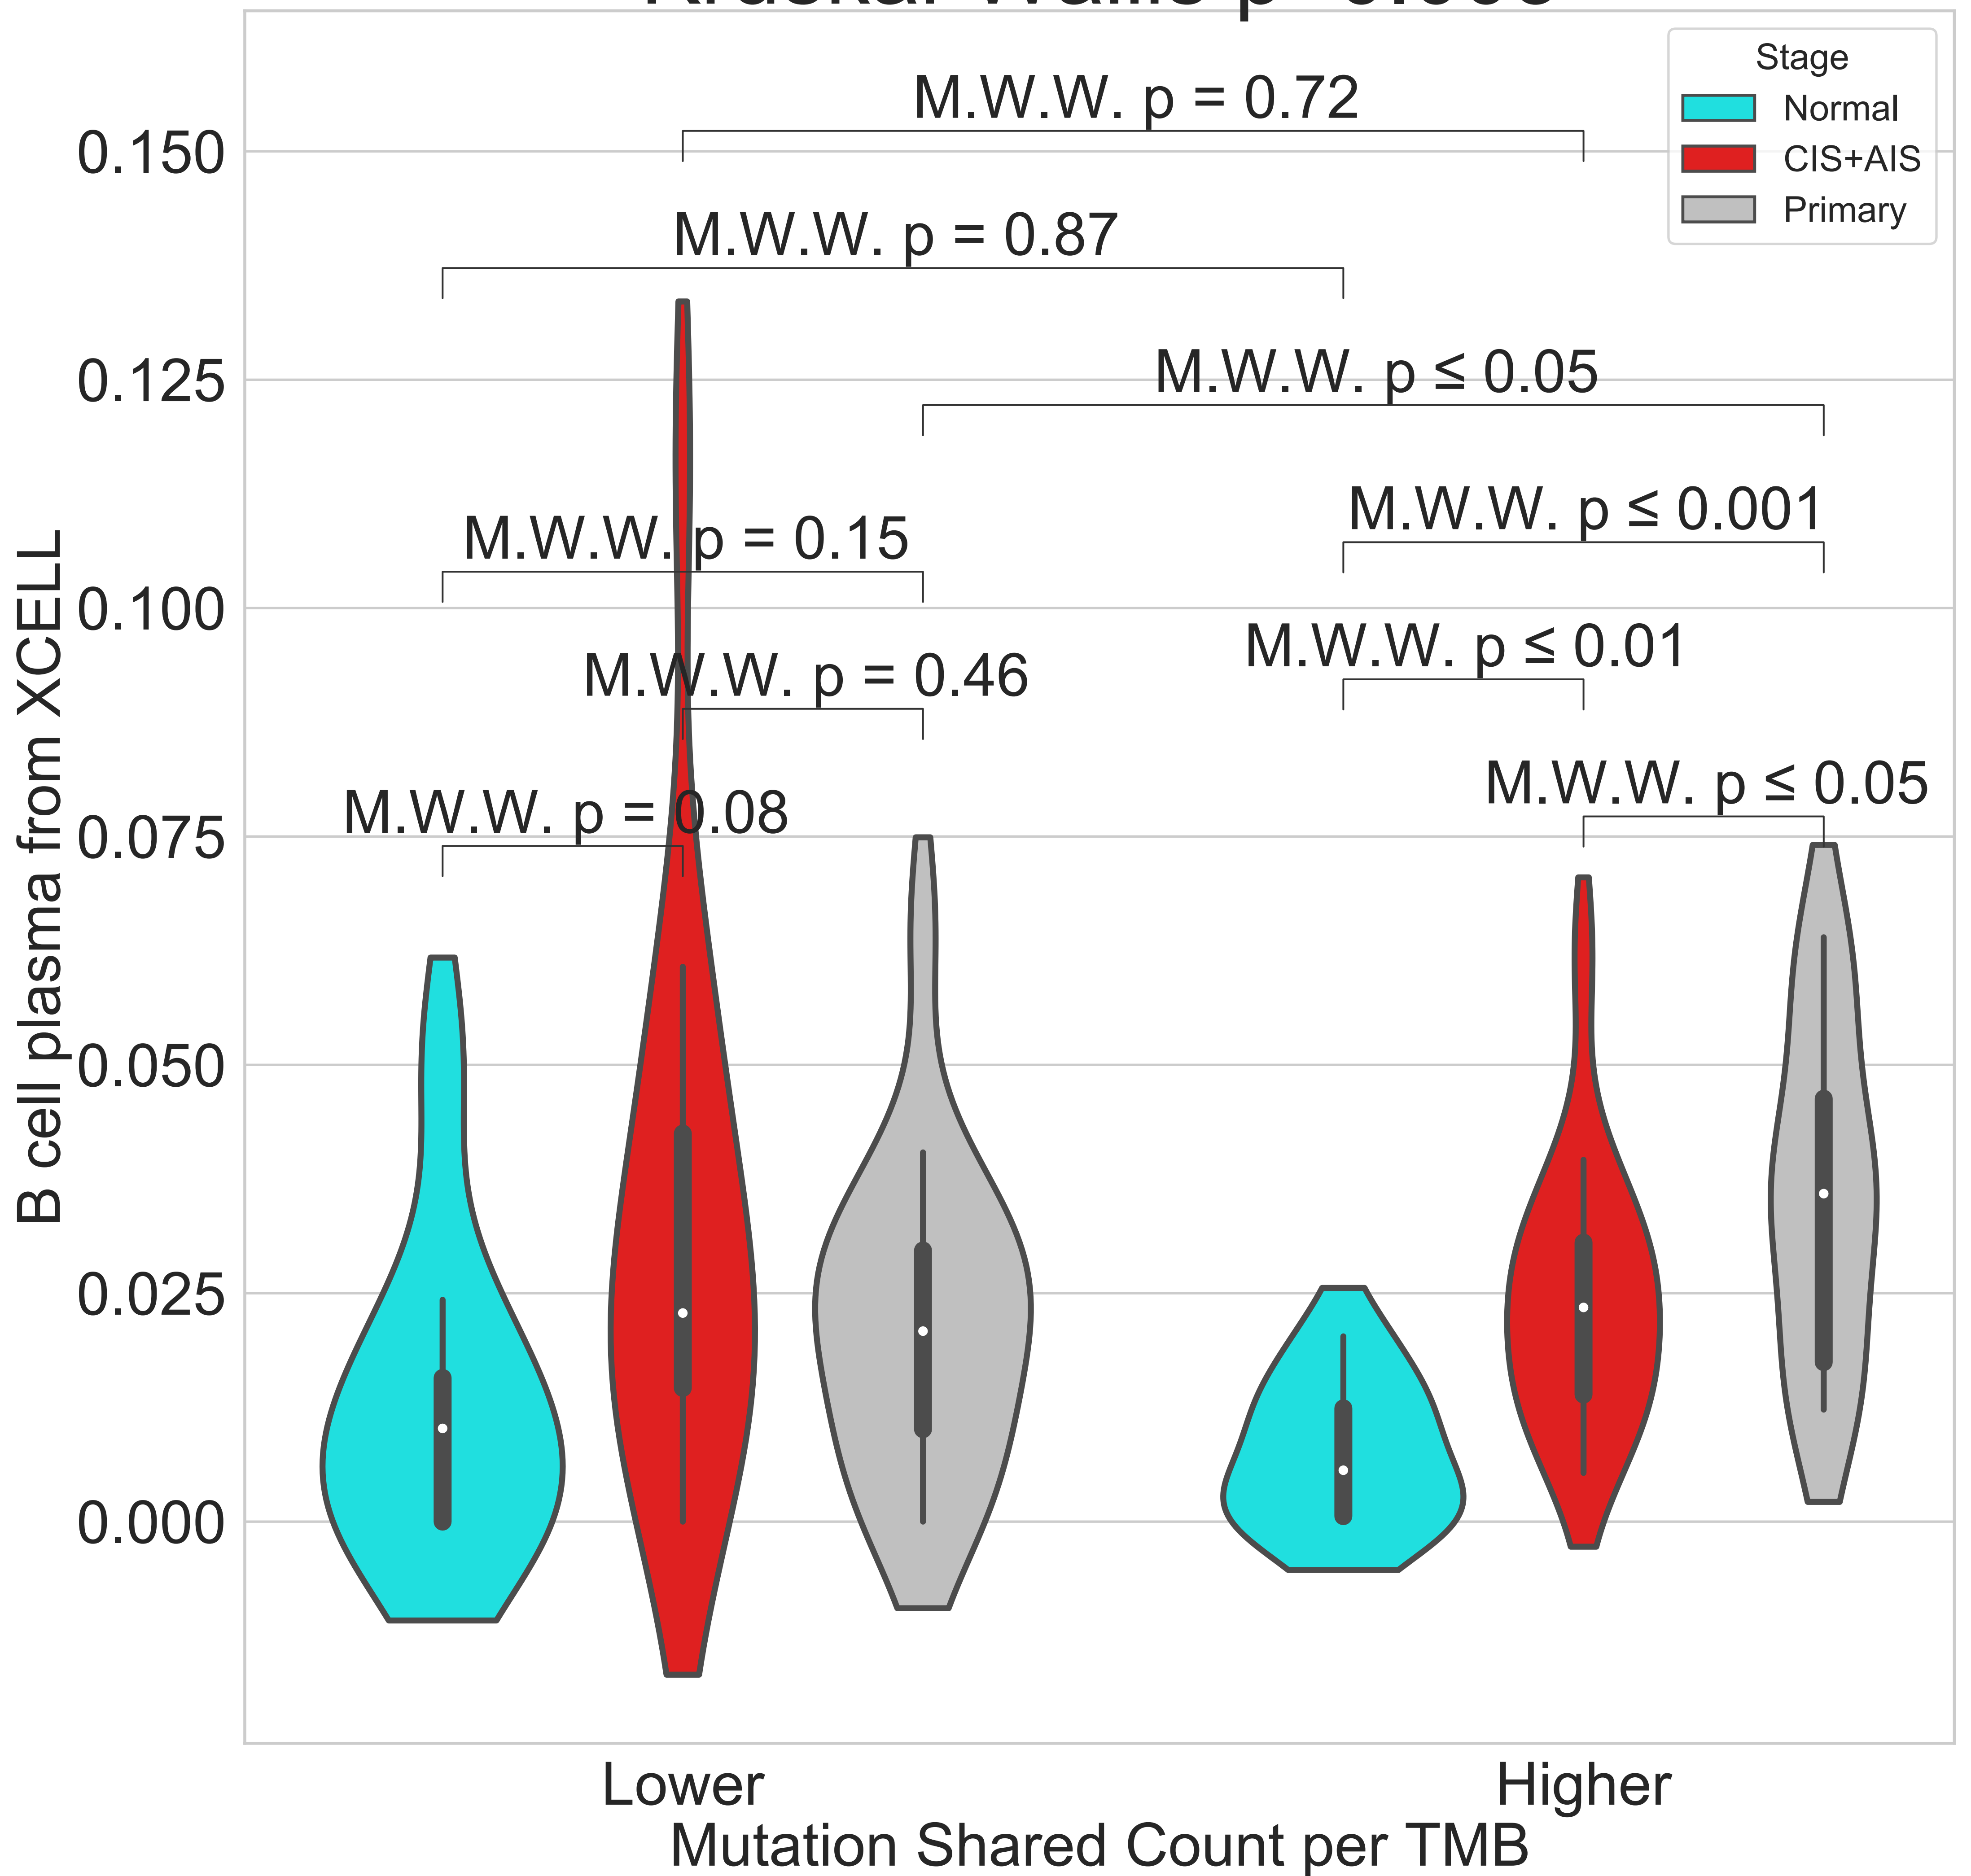 Stage
Normal
CIS+AIS
Primary
M.W.W. p = 0.72
M.W.W. p = 0.87
M.W.W. p ≤ 0.05
M.W.W. p ≤ 0.001
M.W.W. p = 0.15
M.W.W. p ≤ 0.01
M.W.W. p = 0.46
M.W.W. p ≤ 0.05
M.W.W. p = 0.08
0.150
0.125
0.100
0.075
0.050
0.025
0.000
B cell plasma from XCELL
Lower
Higher
Mutation Shared Count per TMB